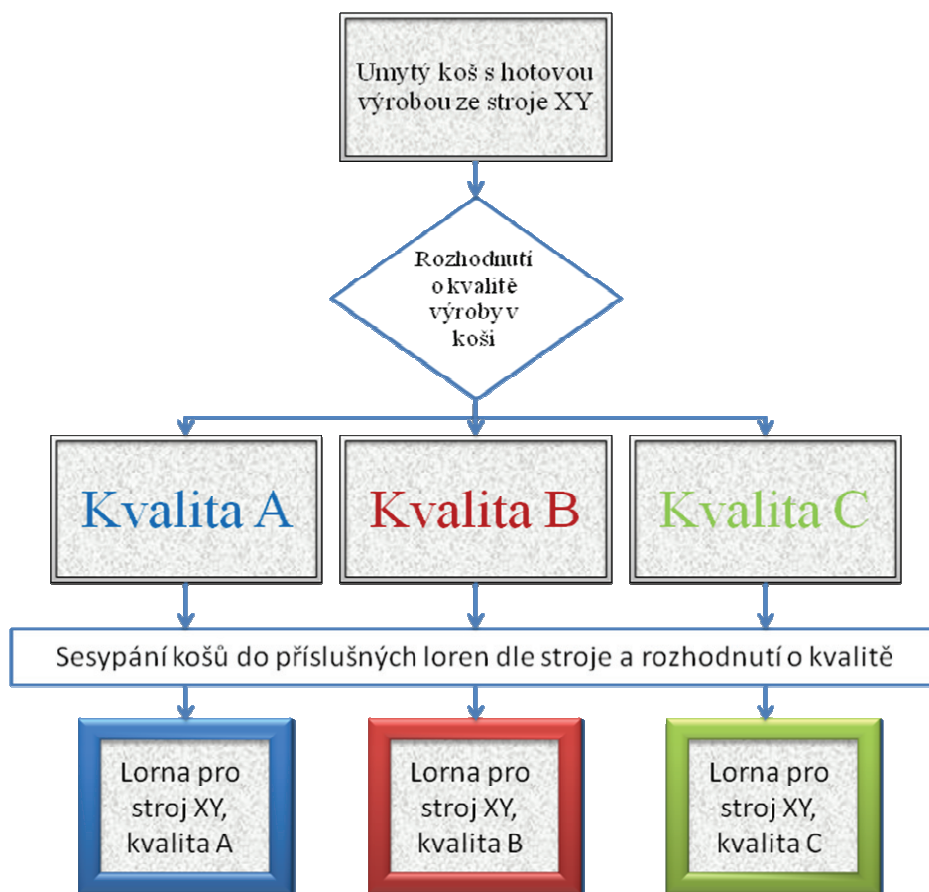 Umytý koš s hotovou
výrobou ze stroje XY
Rozhodnutí
o kvalitě
výroby v
koši
Kvalita A
Kvalita B
Kvalita C
Sesypání košů do příslušných loren dle stroje a rozhodnutí o kvalitě
Lorna pro
stroj XY,
kvalita A
Lorna pro
stroj XY,
kvalita B
Lorna pro
stroj XY,
kvalita C